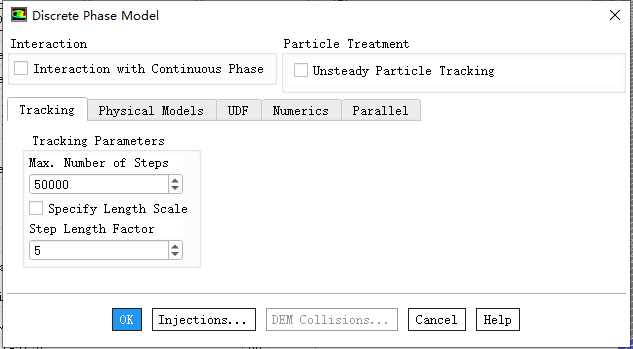 Discrete Phase Model
Interaction
Interaction with Continuous Phase
Particle Treatment
Unsteady Particle Tracking
Tracking
Physical Models
UDF
Numerics
Parallel
Tracking Parameters
Max. Number of Steps
50000
Specify Length Scale
Step Length Factor
5
OK
Injections...
DEM Collisions...
Cancel
Help